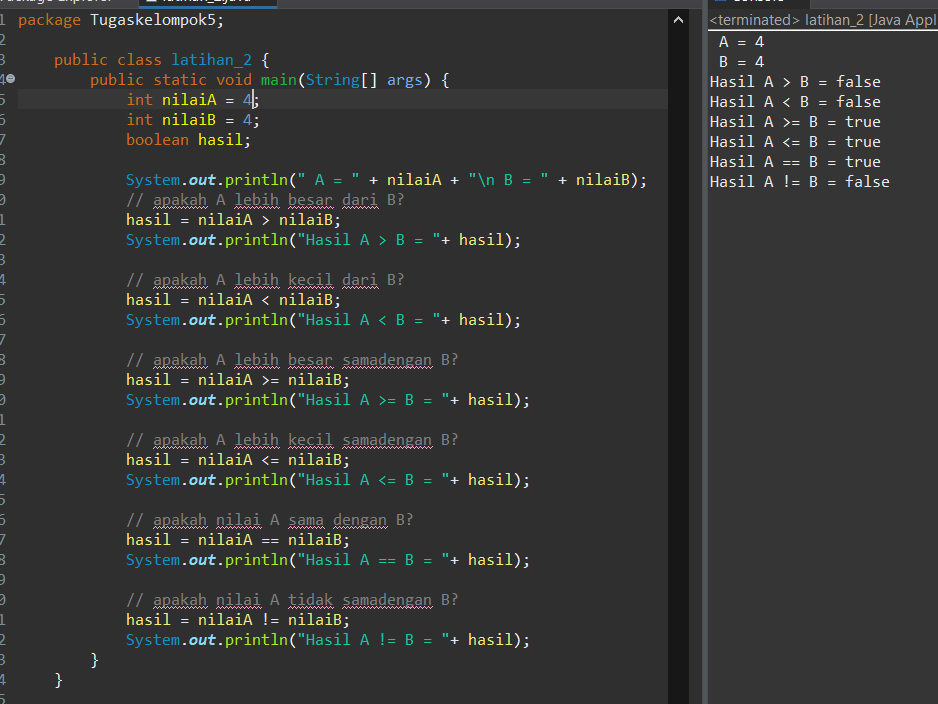 package Tugaskelompok5;
public class latihan_2 {
public static void main(String[] args) {
int nilaiA = 4;
int nilaiB = 4;
boolean hasil;
System.out.println(" A = " + nilaiA + "\n B = " + nilaiB);
// apakah A lebih besar dari B?
hasil = nilaiA > nilaiB;
System.out.println("Hasil A > B = "+ hasil);
// apakah A lebih kecil dari B?
hasil = nilaiA < nilaiB;
System.out.println("Hasil A < B = "+ hasil);
// apakah A lebih besar samadengan B?
hasil = nilaiA >= nilaiB;
System.out.println("Hasil A >= B = "+ hasil);
// apakah A lebih kecil samadengan B?
hasil = nilaiA <= nilaiB;
System.out.println("Hasil A <= B = "+ hasil);
// apakah nilai A sama dengan B?
hasil = nilaiA == nilaiB;
System.out.println("Hasil A == B = "+ hasil);
// apakah nilai A tidak samadengan B?
hasil = nilaiA != nilaiB;
System.out.println("Hasil A != B = "+ hasil);
}
}
<terminated> latihan_2 [Java Appl
A = 4
B = 4
Hasil A > B = false
Hasil A < B = false
Hasil A >= B = true
Hasil A <= B = true
Hasil A == B = true
Hasil A != B = false